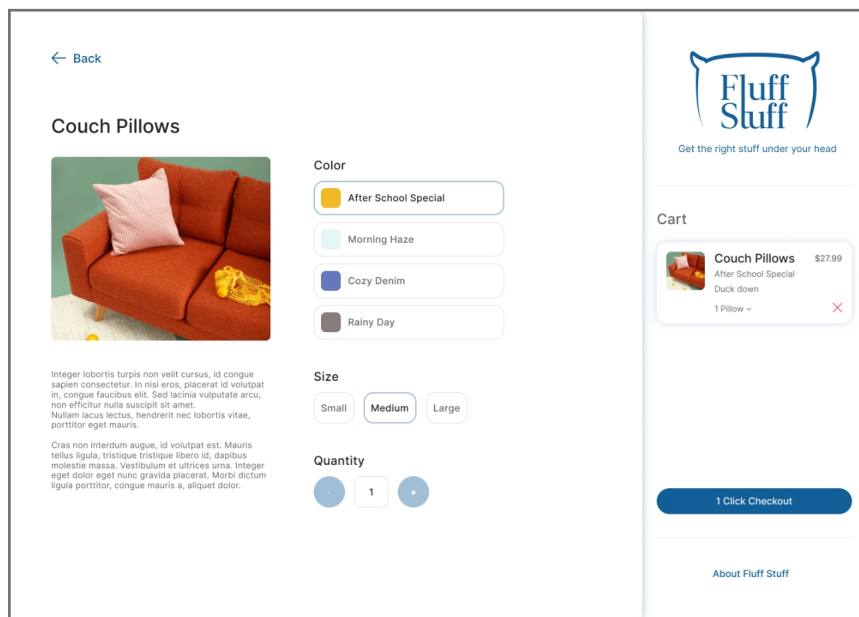 Back
Couch Pillows
Integer lobortis turpis non velit cursus, id congue
sapien consectetur. In nisi eros, placerat id volutpat
in, congue faucibus elit. Sed lacinia vulputate arcu,
non efficitur nulla suscipit sit amet.
Nullam lacus lectus, hendrerit nec lobortis vitae,
porttitor eget mauris.
Cras non interdum augue, id volutpat est. Mauris
tellus ligula, tristique tristique libero id, dapibus
molestie massa. Vestibulum et ultrices urna. Integer
eget dolor eget nunc gravida placerat. Morbi dictum
ligula porttitor, congue mauris a, aliquet dolor.
Color
After School Special
Morning Haze
Cozy Denim
Rainy Day
Size
Small Medium Large
Quantity
- 1 +
Fluff
Stuff
Get the right stuff under your head
Cart
Couch Pillows $27.99
After School Special
Duck down
1 Pillow
1 Click Checkout
About Fluff Stuff